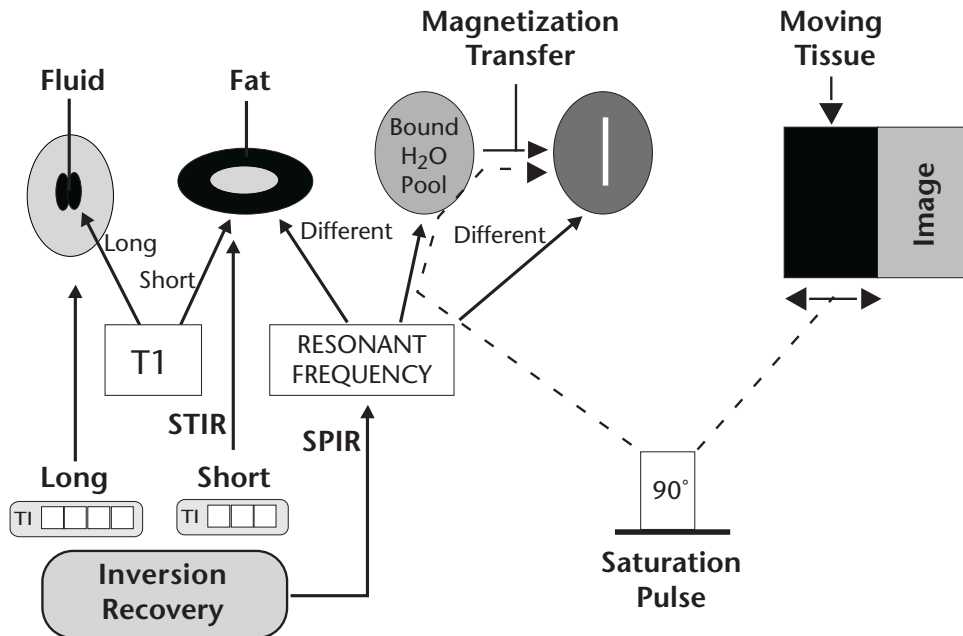 Magnetization
Transfer
Moving
Tissue
Fluid
Fat
Bound
H₂O
Pool
Image
Long
Short
Different
Different
T1
RESONANT
FREQUENCY
STIR
SPIR
Long
Short
TI
TI
90°
Inversion
Recovery
Saturation
Pulse